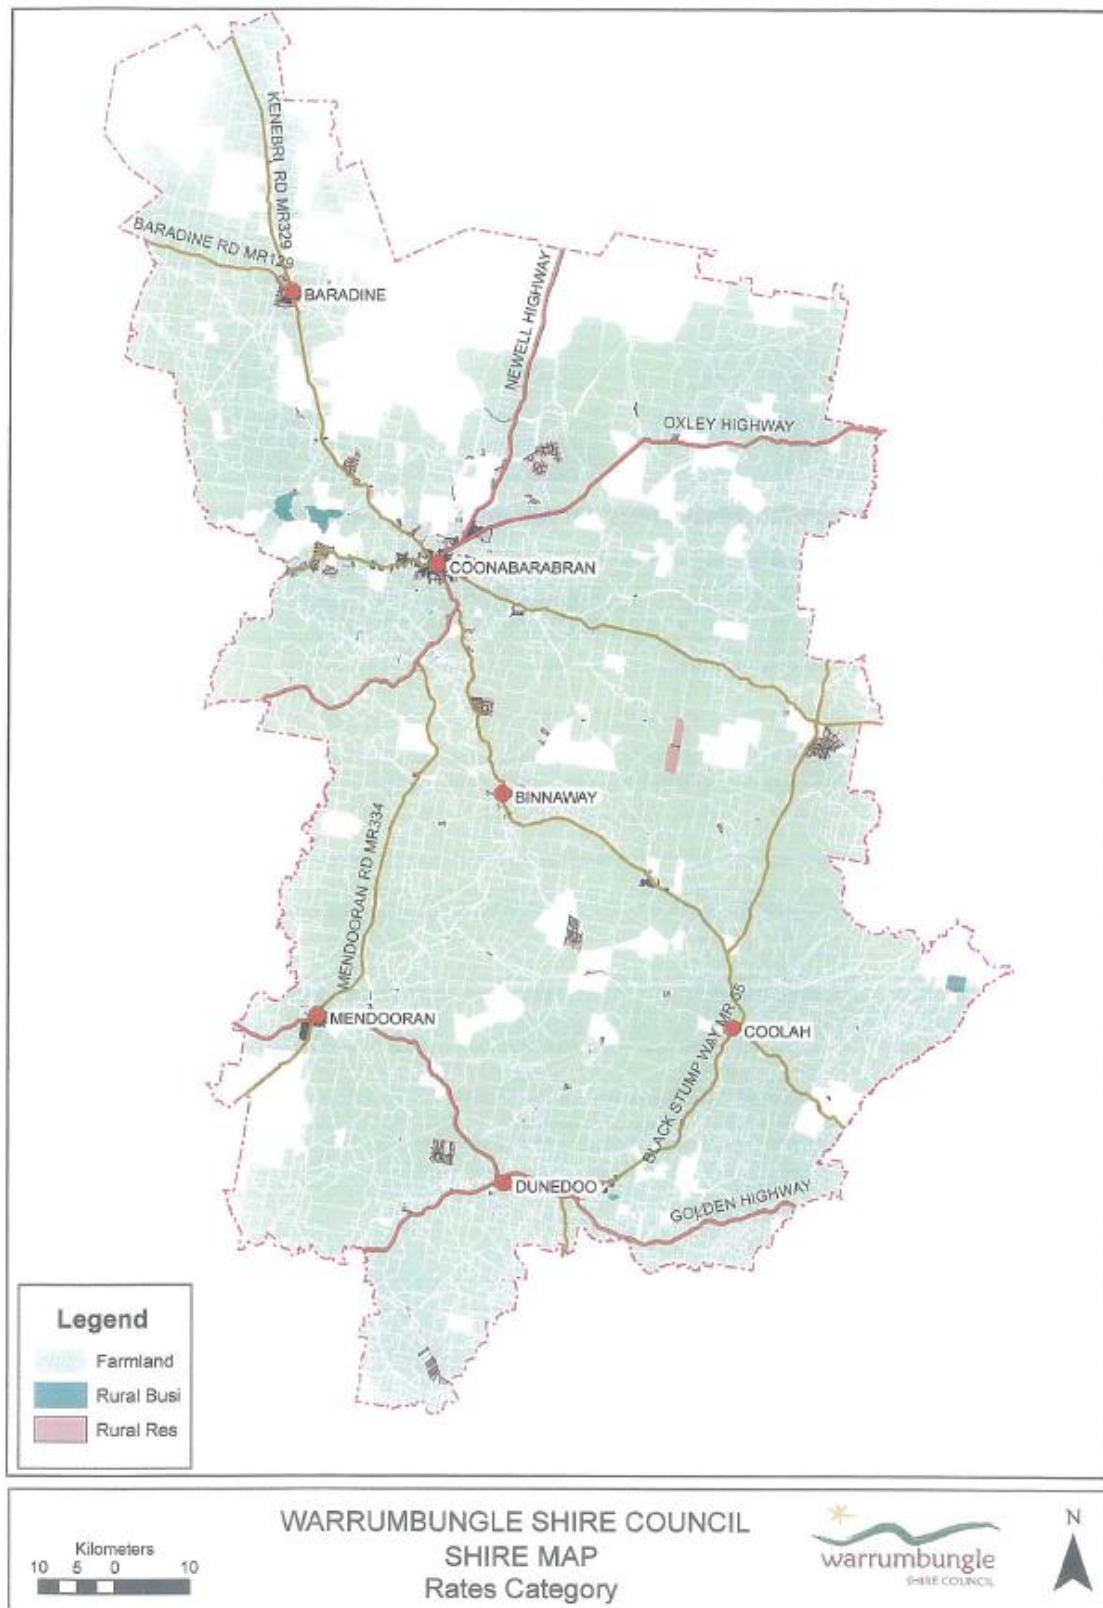 KENEBRI RD MR329
BARADINE RD MR129
BARADINE
NEWELL HIGHWAY
OXLEY HIGHWAY
COONABARABRAN
BINNAWAY
MENDOORAN RD MR334
MENDOORAN
BLACK STUMP WAY MR 55
COOLAH
DUNEDOO
GOLDEN HIGHWAY
Legend
Farmland
Rural Busi
Rural Res
Kilometers
10 5 0 10
WARRUMBUNGLE SHIRE COUNCIL
SHIRE MAP
Rates Category
warrumbungle
SHIRE COUNCIL
N